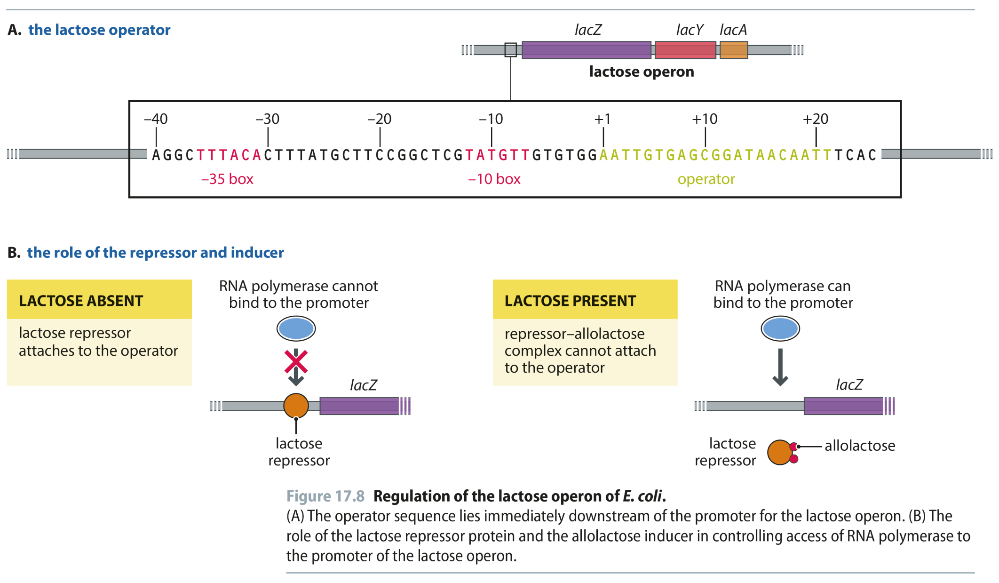 A. the lactose operator
lacZ lacY lacA
lactose operon
–40 –30 –20 –10 +1 +10 +20
AGGCTTTACACTTTATGCTTCCGGCTCGTATGTTGTGTGGAATTGTGAGCGGATAACAATTTCAC
–35 box –10 box operator
B. the role of the repressor and inducer
LACTOSE ABSENT
lactose repressor
attaches to the operator
RNA polymerase cannot
bind to the promoter
lacZ
lactose
repressor
LACTOSE PRESENT
repressor–allolactose
complex cannot attach
to the operator
RNA polymerase can
bind to the promoter
lacZ
lactose
repressor
allolactose
Figure 17.8 Regulation of the lactose operon of E. coli.
(A) The operator sequence lies immediately downstream of the promoter for the lactose operon. (B) The
role of the lactose repressor protein and the allolactose inducer in controlling access of RNA polymerase to
the promoter of the lactose operon.